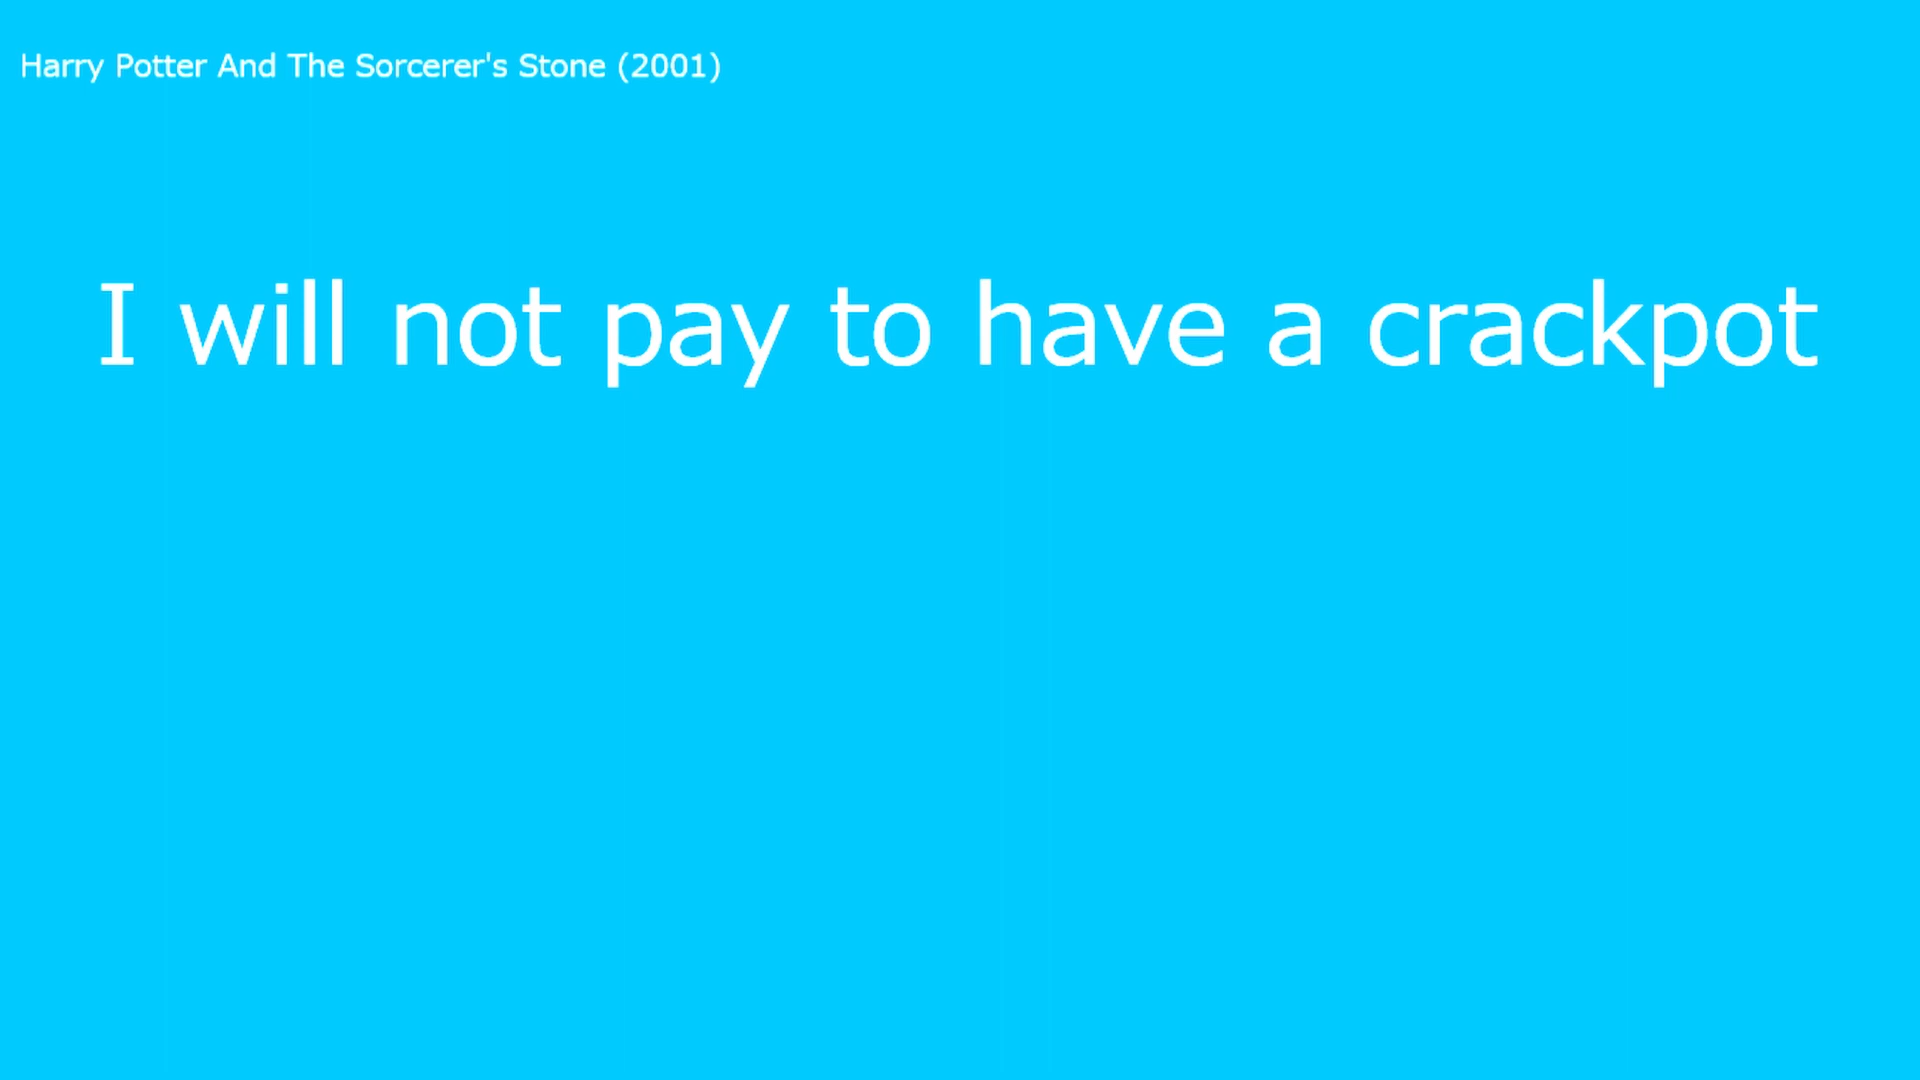 Harry Potter And The Sorcerer's Stone (2001)
I will not pay to have a crackpot